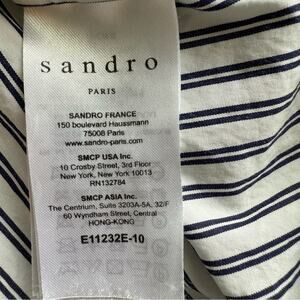 sandro
PARIS
SANDRO FRANCE
150 boulevard Haussmann
75008 Paris
www.sandro-paris.com
SMCP USA Inc.
10 Crosby Street, 3rd Floor
New York, New York 10013
RN132784
SMCP ASIA Inc.
The Centrium, Suite 3203A-5A, 32/F
60 Wyndham Street, Central
HONG-KONG
E11232E-10